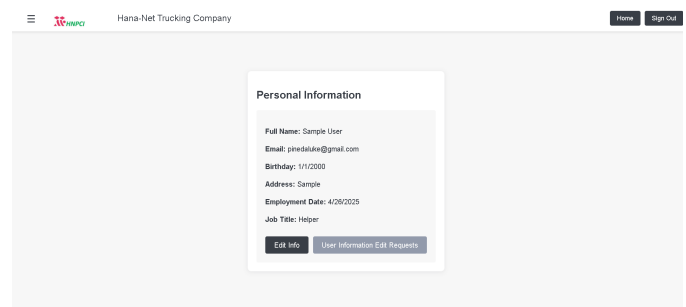 ☰ HNPCI Hana-Net Trucking Company Home Sign Out
Personal Information
Full Name: Sample User
Email: pinedaluke@gmail.com
Birthday: 1/1/2000
Address: Sample
Employment Date: 4/26/2025
Job Title: Helper
Edit Info User Information Edit Requests